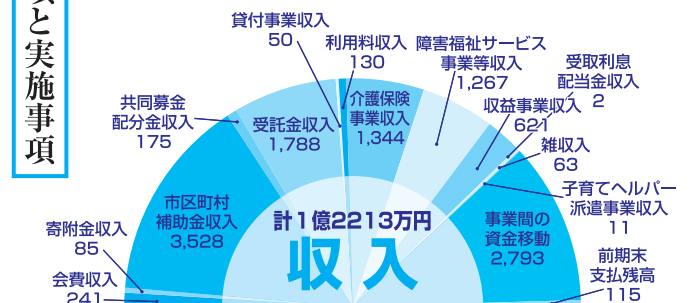 と実施事項
貸付事業収入
50
利用料収入
130
障害福祉サービス
事業等収入
1,267
受取利息
配当金収入
2
共同募金
配分金収入
175
受託金収入
1,788
介護保険
事業収入
1,344
収益事業収入
621
雑収入
63
子育てヘルパー
派遣事業収入
11
市区町村
補助金収入
3,528
寄附金収入
85
会費収入
241
計1億2213万円
収入
事業間の
資金移動
2,793
前期末
支払残高
115